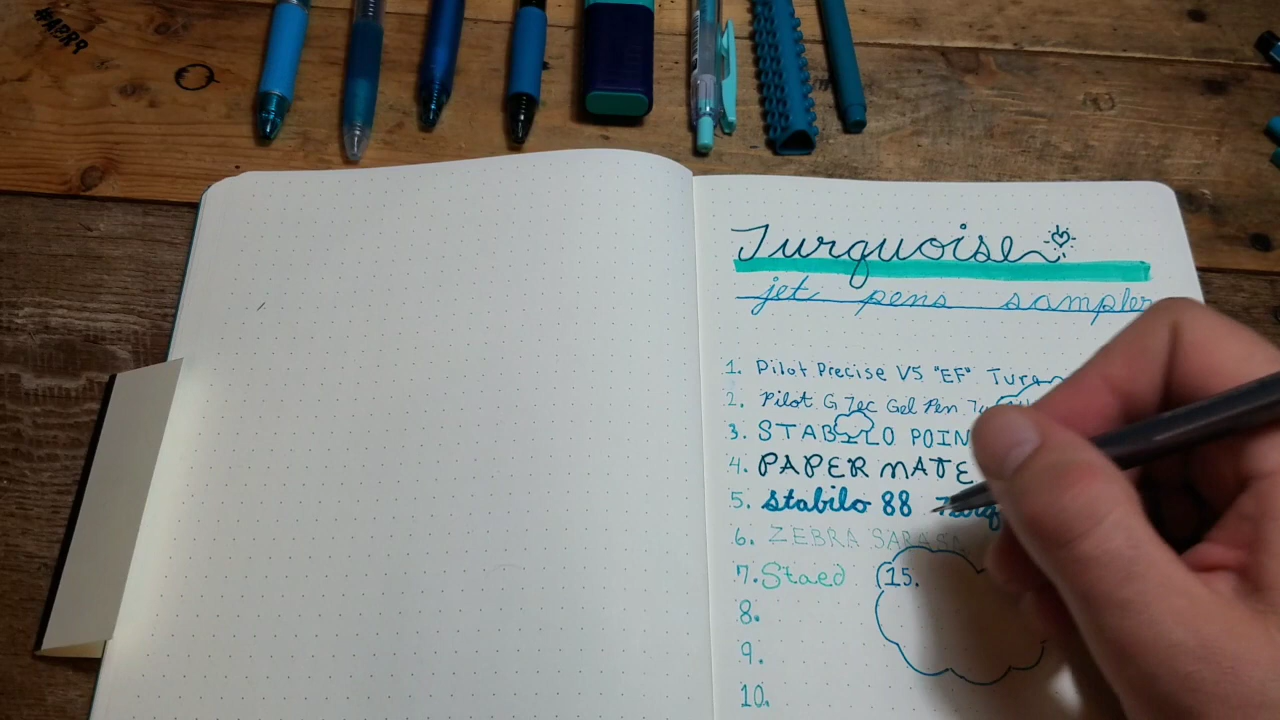 #ABR9
Turquoise
jet pens sampler
1. Pilot Precise V5 "EF"
2. Pilot G Tec Gel Pen
3. STABILO POIN
4. PAPER MATE
5. Stabilo 88
6. ZEBRA SARASA
7. Staed (15.
8.
9.
10.